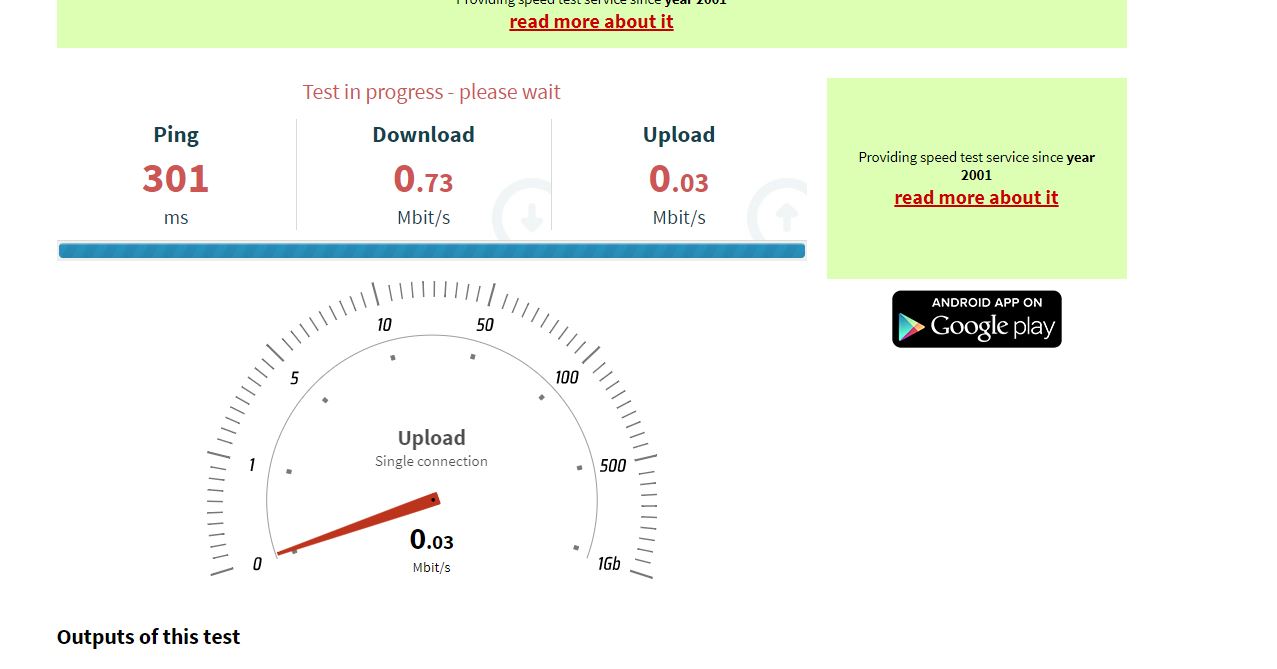 Providing speed test service since year 2001
read more about it
Test in progress - please wait
Ping
301
ms
Download
0.73
Mbit/s
Upload
0.03
Mbit/s
Providing speed test service since year
2001
read more about it
ANDROID APP ON
Google play
10
50
5
100
1
500
0
1Gb
Upload
Single connection
0.03
Mbit/s
Outputs of this test